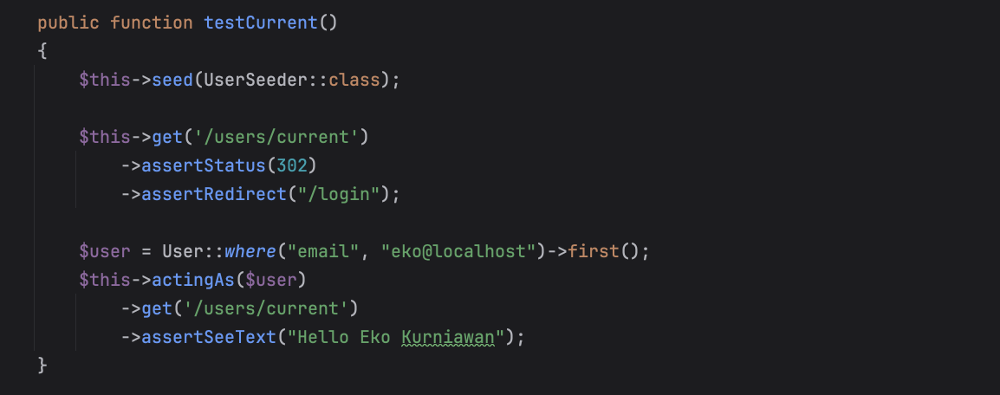 public function testCurrent()
{
    $this->seed(UserSeeder::class);
    $this->get('/users/current')
        ->assertStatus(302)
        ->assertRedirect("/login");
    $user = User::where("email", "eko@localhost")->first();
    $this->actingAs($user)
        ->get('/users/current')
        ->assertSeeText("Hello Eko Kurniawan");
}